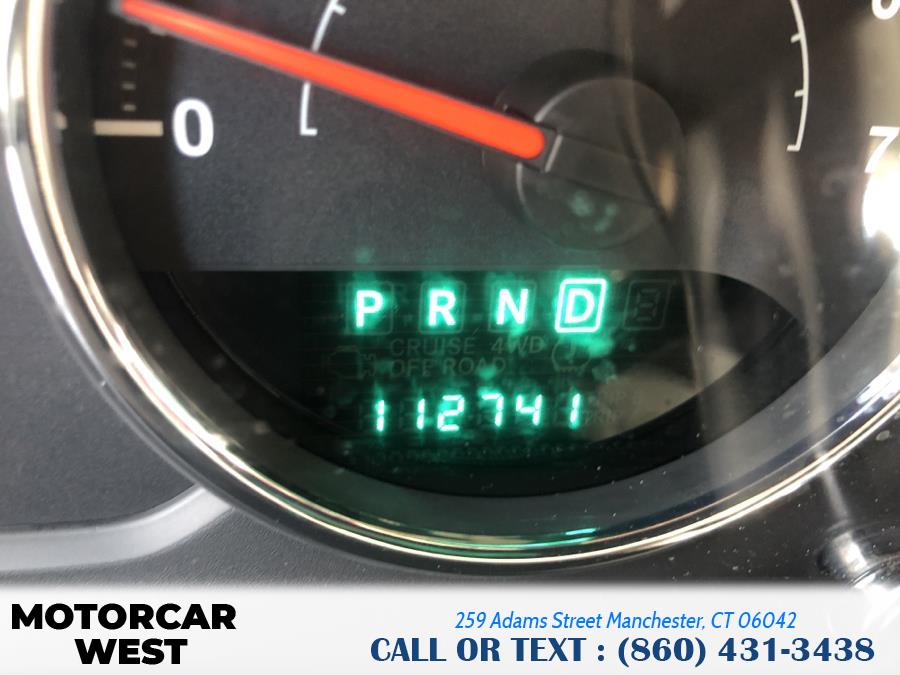 0
7
P R N D
CRUISE 4WD
OFF ROAD
112741
MOTORCAR
WEST
259 Adams Street Manchester, CT 06042
CALL OR TEXT : (860) 431-3438